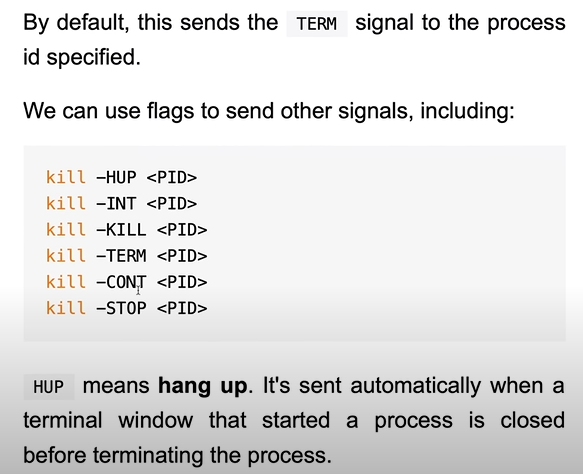 By default, this sends the TERM signal to the process
id specified.
We can use flags to send other signals, including:
kill -HUP <PID>
kill -INT <PID>
kill -KILL <PID>
kill -TERM <PID>
kill -CONT <PID>
kill -STOP <PID>
HUP means hang up. It's sent automatically when a
terminal window that started a process is closed
before terminating the process.